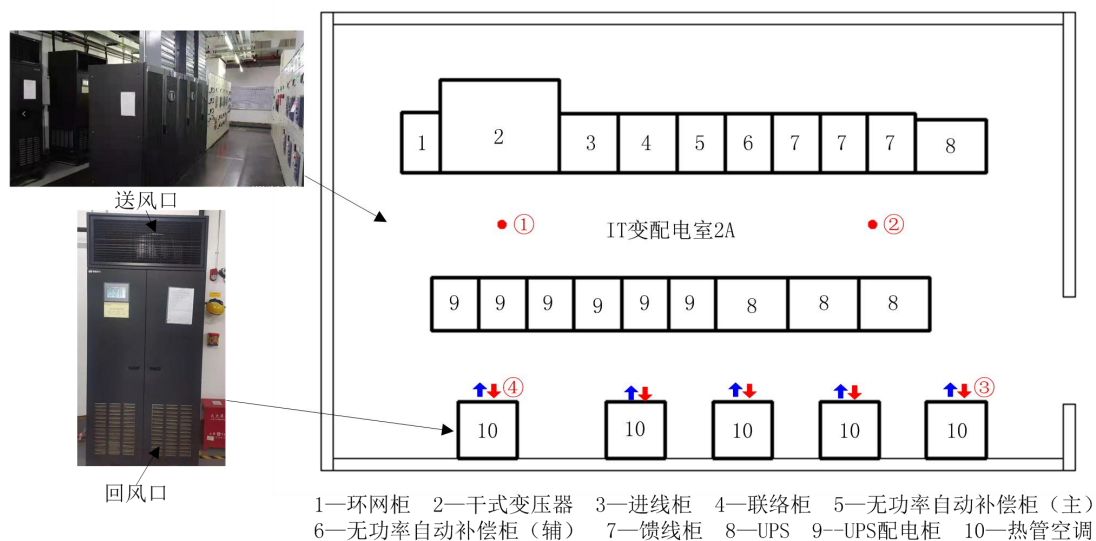 送风口
回风口
1 2 3 4 5 6 7 7 7 8
① ②
IT变配电室2A
9 9 9 9 9 9 8 8 8
④ ③
10 10 10 10 10
1—环网柜 2—干式变压器 3—进线柜 4—联络柜 5—无功率自动补偿柜（主）
6—无功率自动补偿柜（辅） 7—馈线柜 8—UPS 9--UPS配电柜 10—热管空调